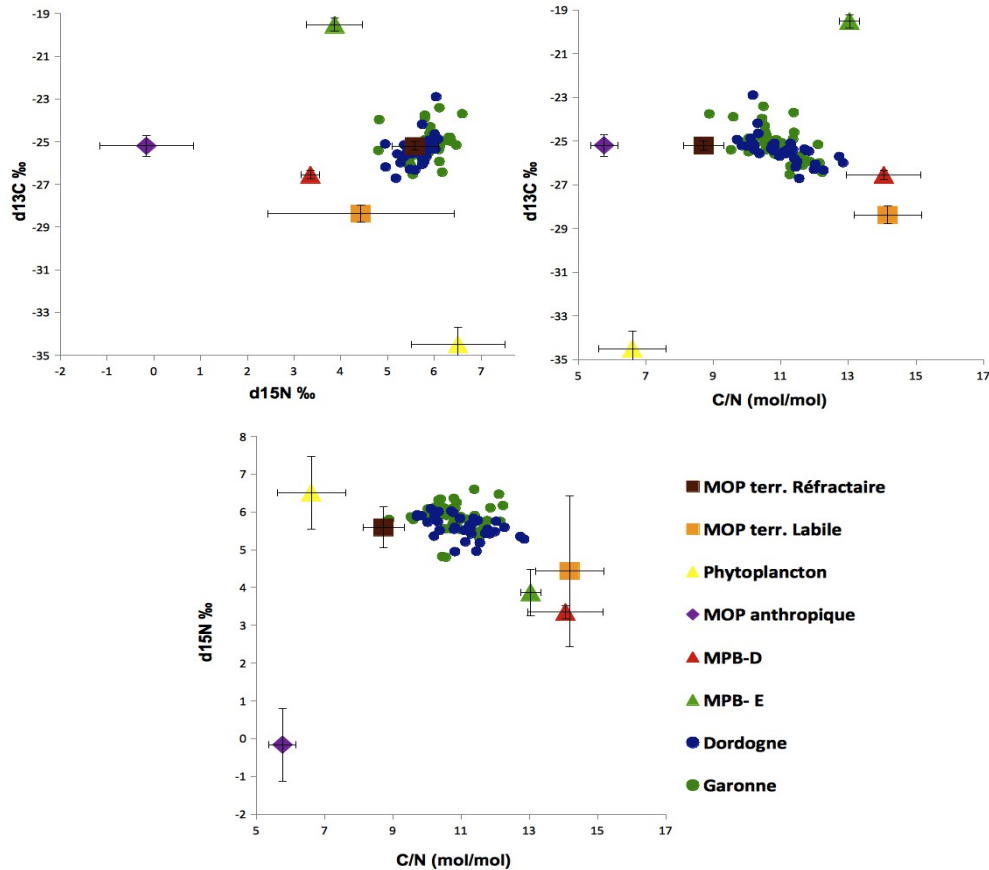 -19
-21
-23
-25
-27
-29
-31
-33
-35
-2 -1 0 1 2 3 4 5 6 7
d13C ‰
d15N ‰
-19
-21
-23
-25
-27
-29
-31
-33
-35
5 7 9 11 13 15 17
d13C ‰
C/N (mol/mol)
8
7
6
5
4
3
2
1
0
-1
-2
5 7 9 11 13 15 17
d15N ‰
C/N (mol/mol)
MOP terr. Réfractaire
MOP terr. Labile
Phytoplancton
MOP anthropique
MPB-D
MPB- E
Dordogne
Garonne